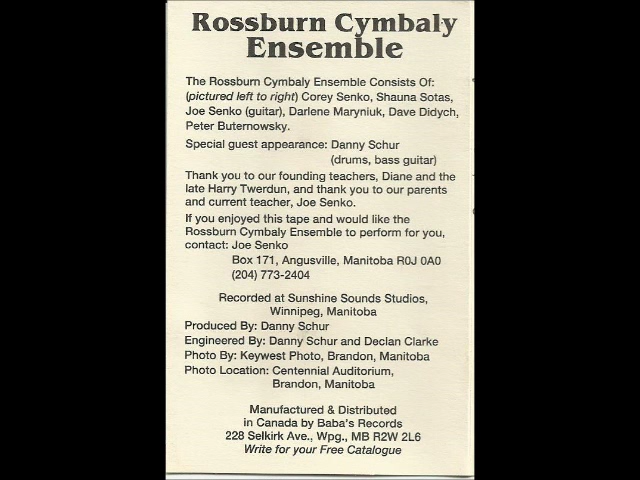 Rossburn Cymbaly
Ensemble
The Rossburn Cymbaly Ensemble Consists Of:
(pictured left to right) Corey Senko, Shauna Sotas,
Joe Senko (guitar), Darlene Maryniuk, Dave Didych,
Peter Buternowsky.
Special guest appearance: Danny Schur
(drums, bass guitar)
Thank you to our founding teachers, Diane and the
late Harry Twerdun, and thank you to our parents
and current teacher, Joe Senko.
If you enjoyed this tape and would like the
Rossburn Cymbaly Ensemble to perform for you,
contact: Joe Senko
Box 171, Angusville, Manitoba R0J 0A0
(204) 773-2404
Recorded at Sunshine Sounds Studios,
Winnipeg, Manitoba
Produced By: Danny Schur
Engineered By: Danny Schur and Declan Clarke
Photo By: Keywest Photo, Brandon, Manitoba
Photo Location: Centennial Auditorium,
Brandon, Manitoba
Manufactured & Distributed
in Canada by Baba's Records
228 Selkirk Ave., Wpg., MB R2W 2L6
Write for your Free Catalogue